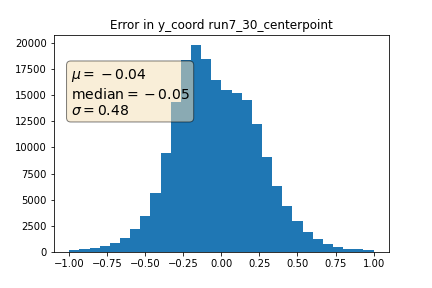 Error in y_coord run7_30_centerpoint
20000
17500
15000
12500
10000
7500
5000
2500
0
μ = −0.04
median = −0.05
σ = 0.48
−1.00 −0.75 −0.50 −0.25 0.00 0.25 0.50 0.75 1.00